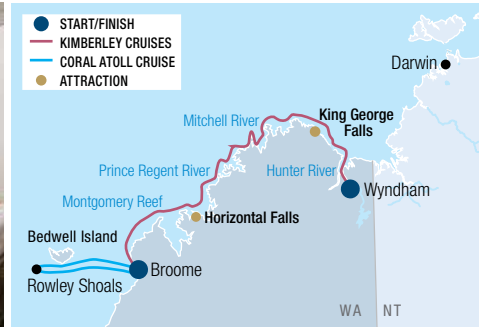 START/FINISH
KIMBERLEY CRUISES
CORAL ATOLL CRUISE
ATTRACTION
Darwin
King George
Falls
Mitchell River
Prince Regent River
Hunter River
Wyndham
Montgomery Reef
Horizontal Falls
Bedwell Island
Broome
Rowley Shoals
WA
NT